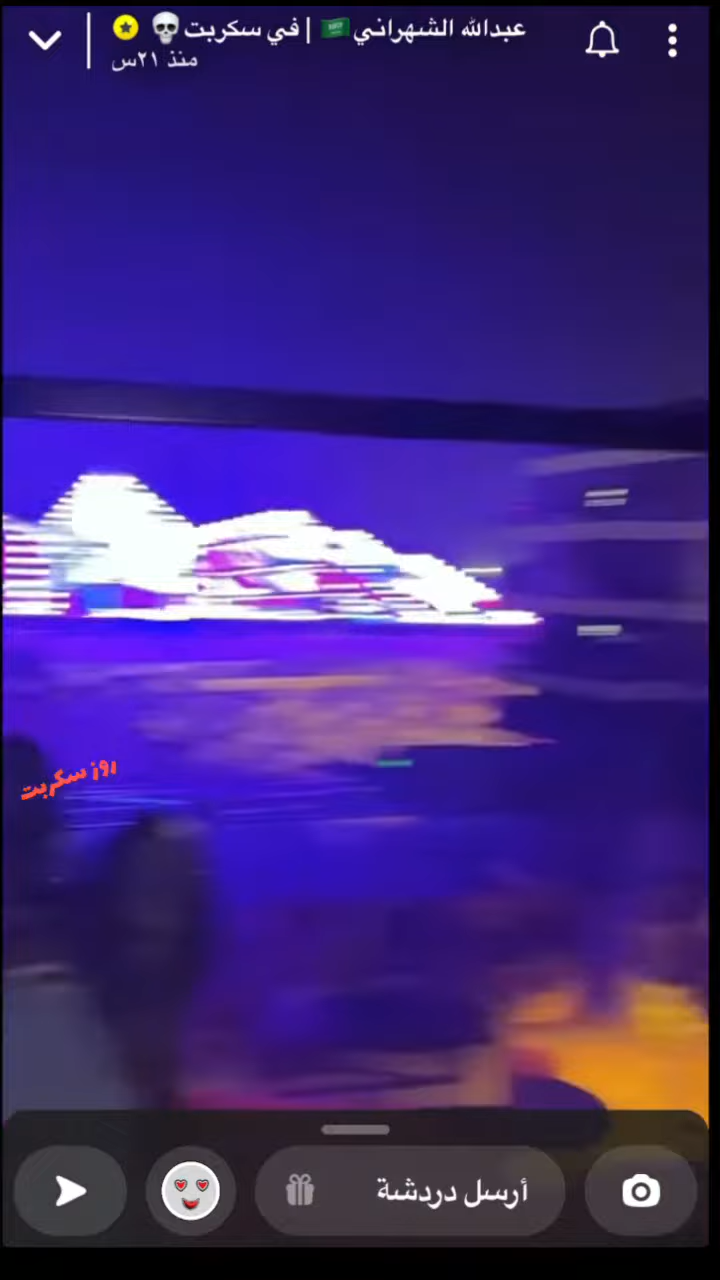 عبدالله الشهراني🇸🇦 | في سكربت💀
منذ ٢١س
روز سكربت
أرسل دردشة